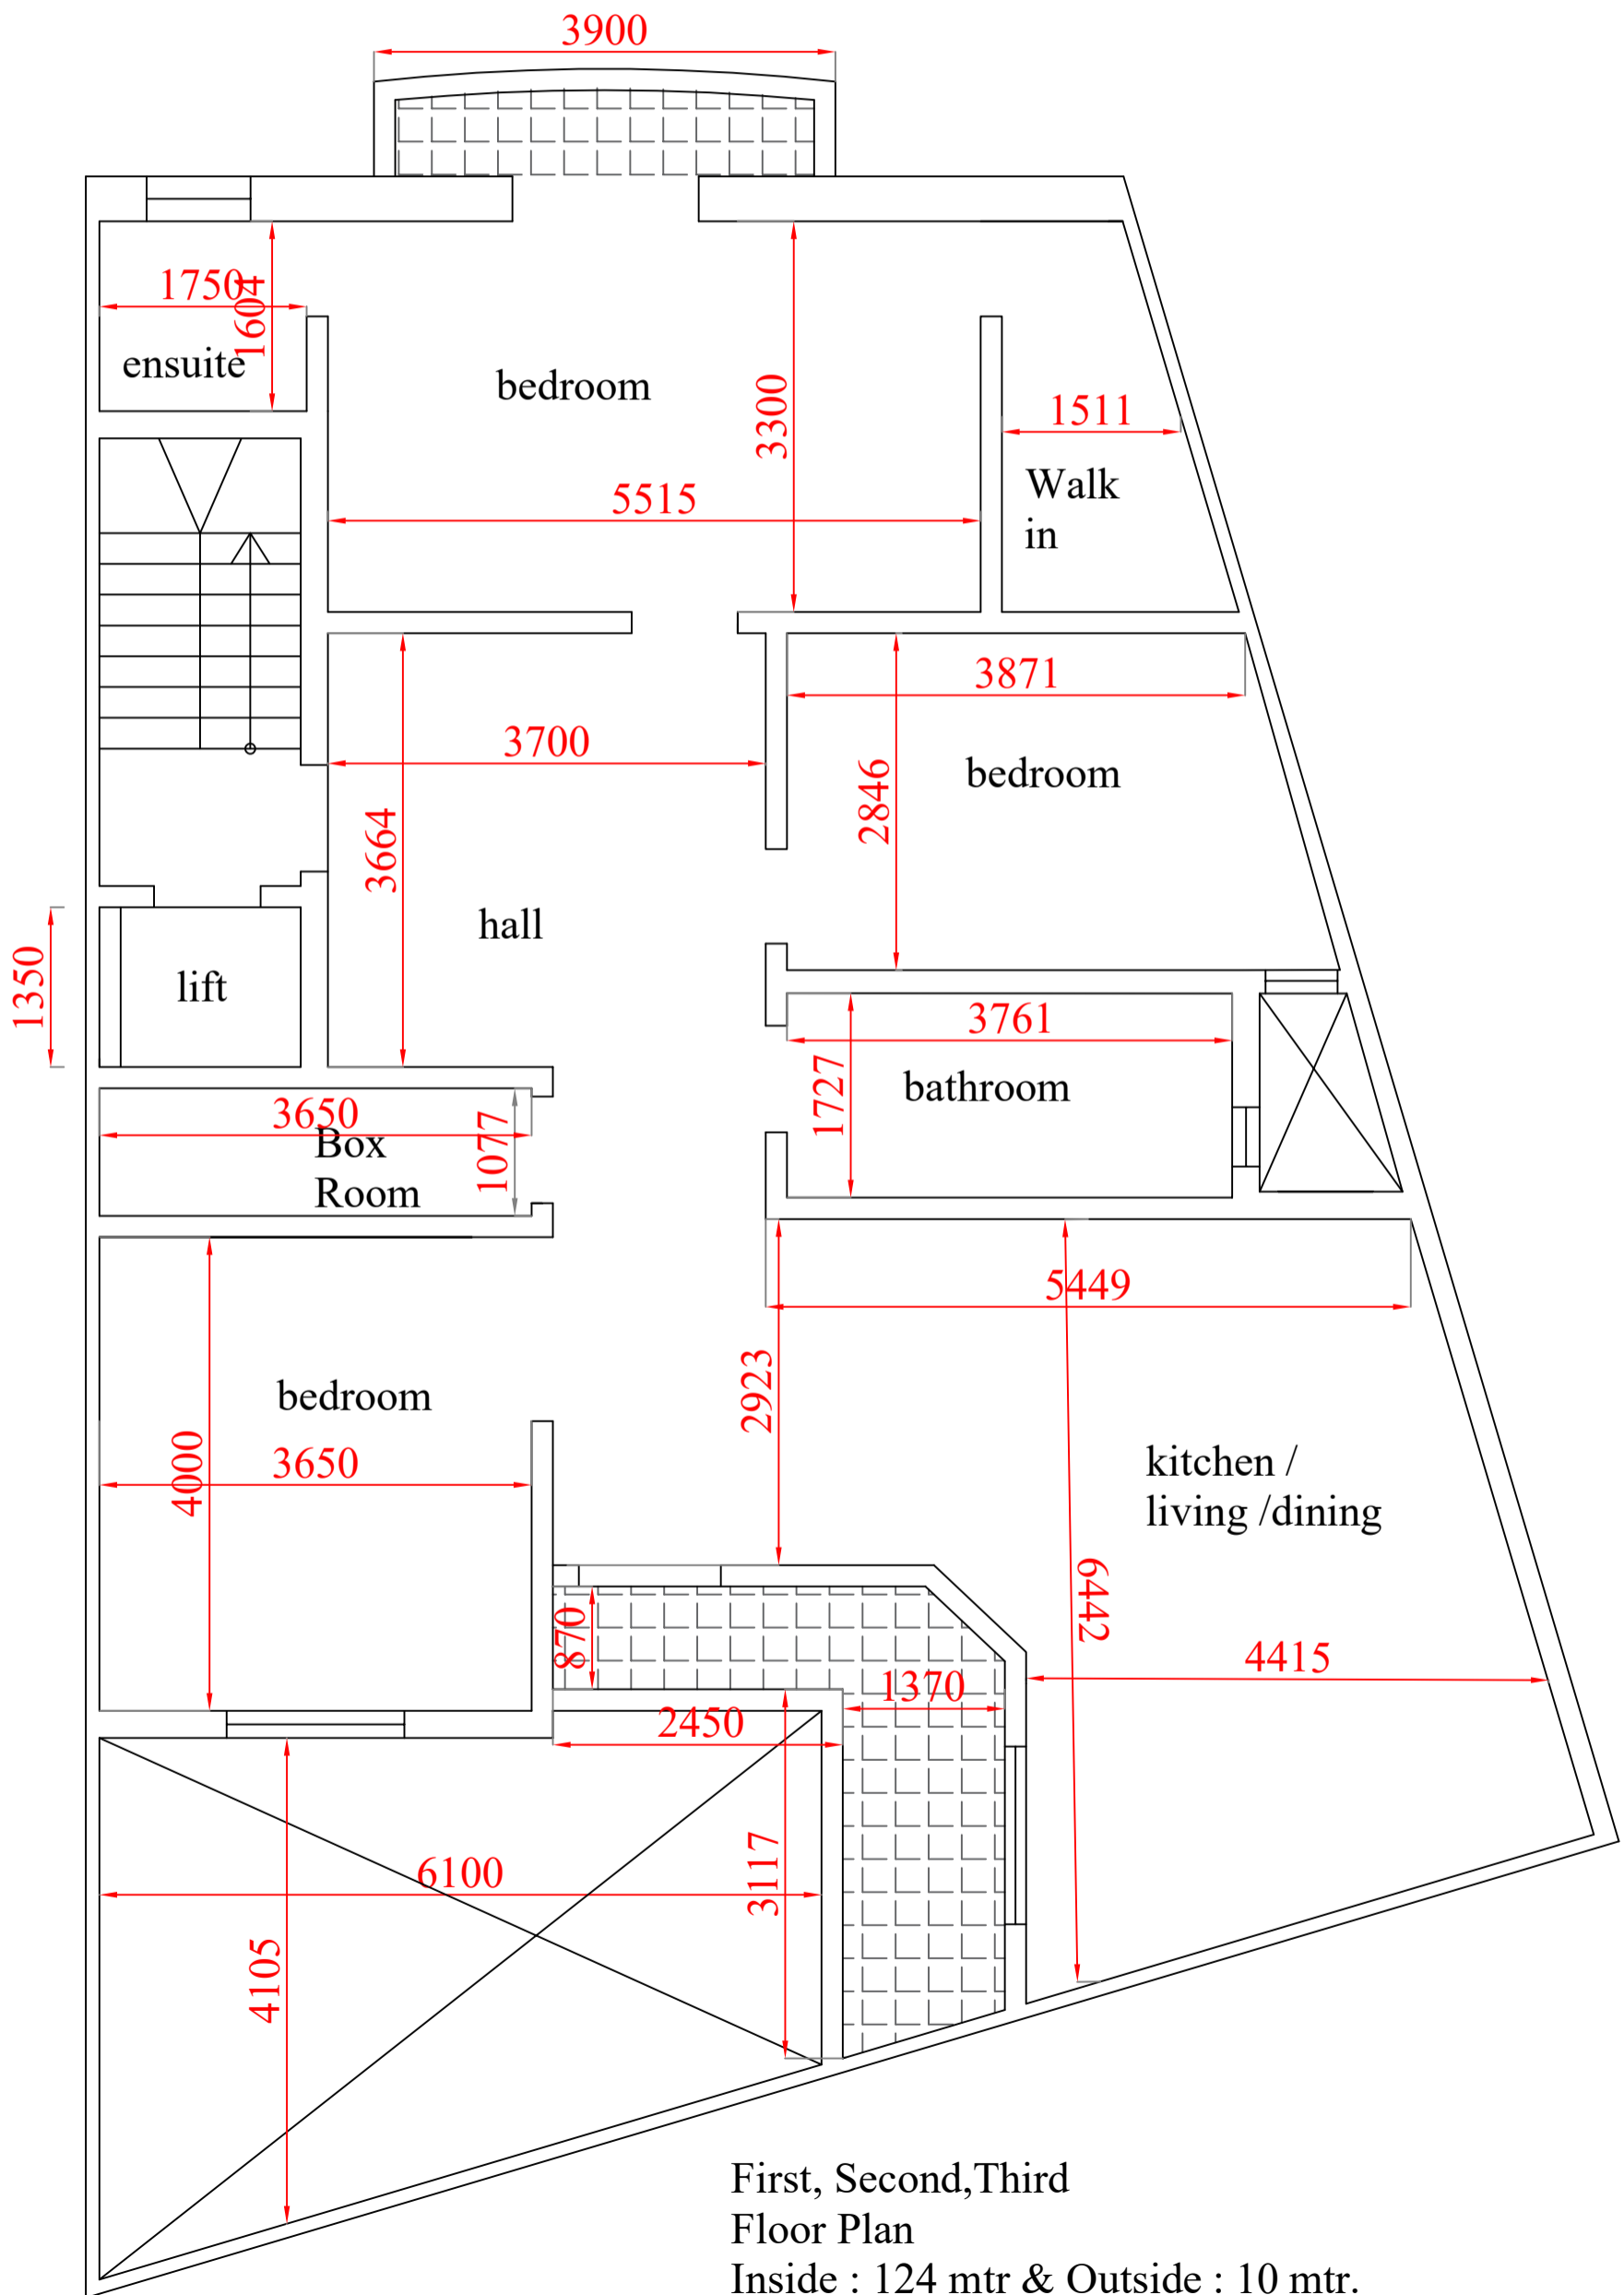 3900
1750
1604
ensuite
bedroom
3300
1511
Walk
in
5515
3871
3700
2846
bedroom
3664
hall
1350
lift
3761
1727
bathroom
3650
1077
Box
Room
5449
2923
bedroom
4000
3650
kitchen /
living /dining
6442
870
4415
1370
2450
3117
6100
4105
First, Second,Third
Floor Plan
Inside : 124 mtr & Outside : 10 mtr.